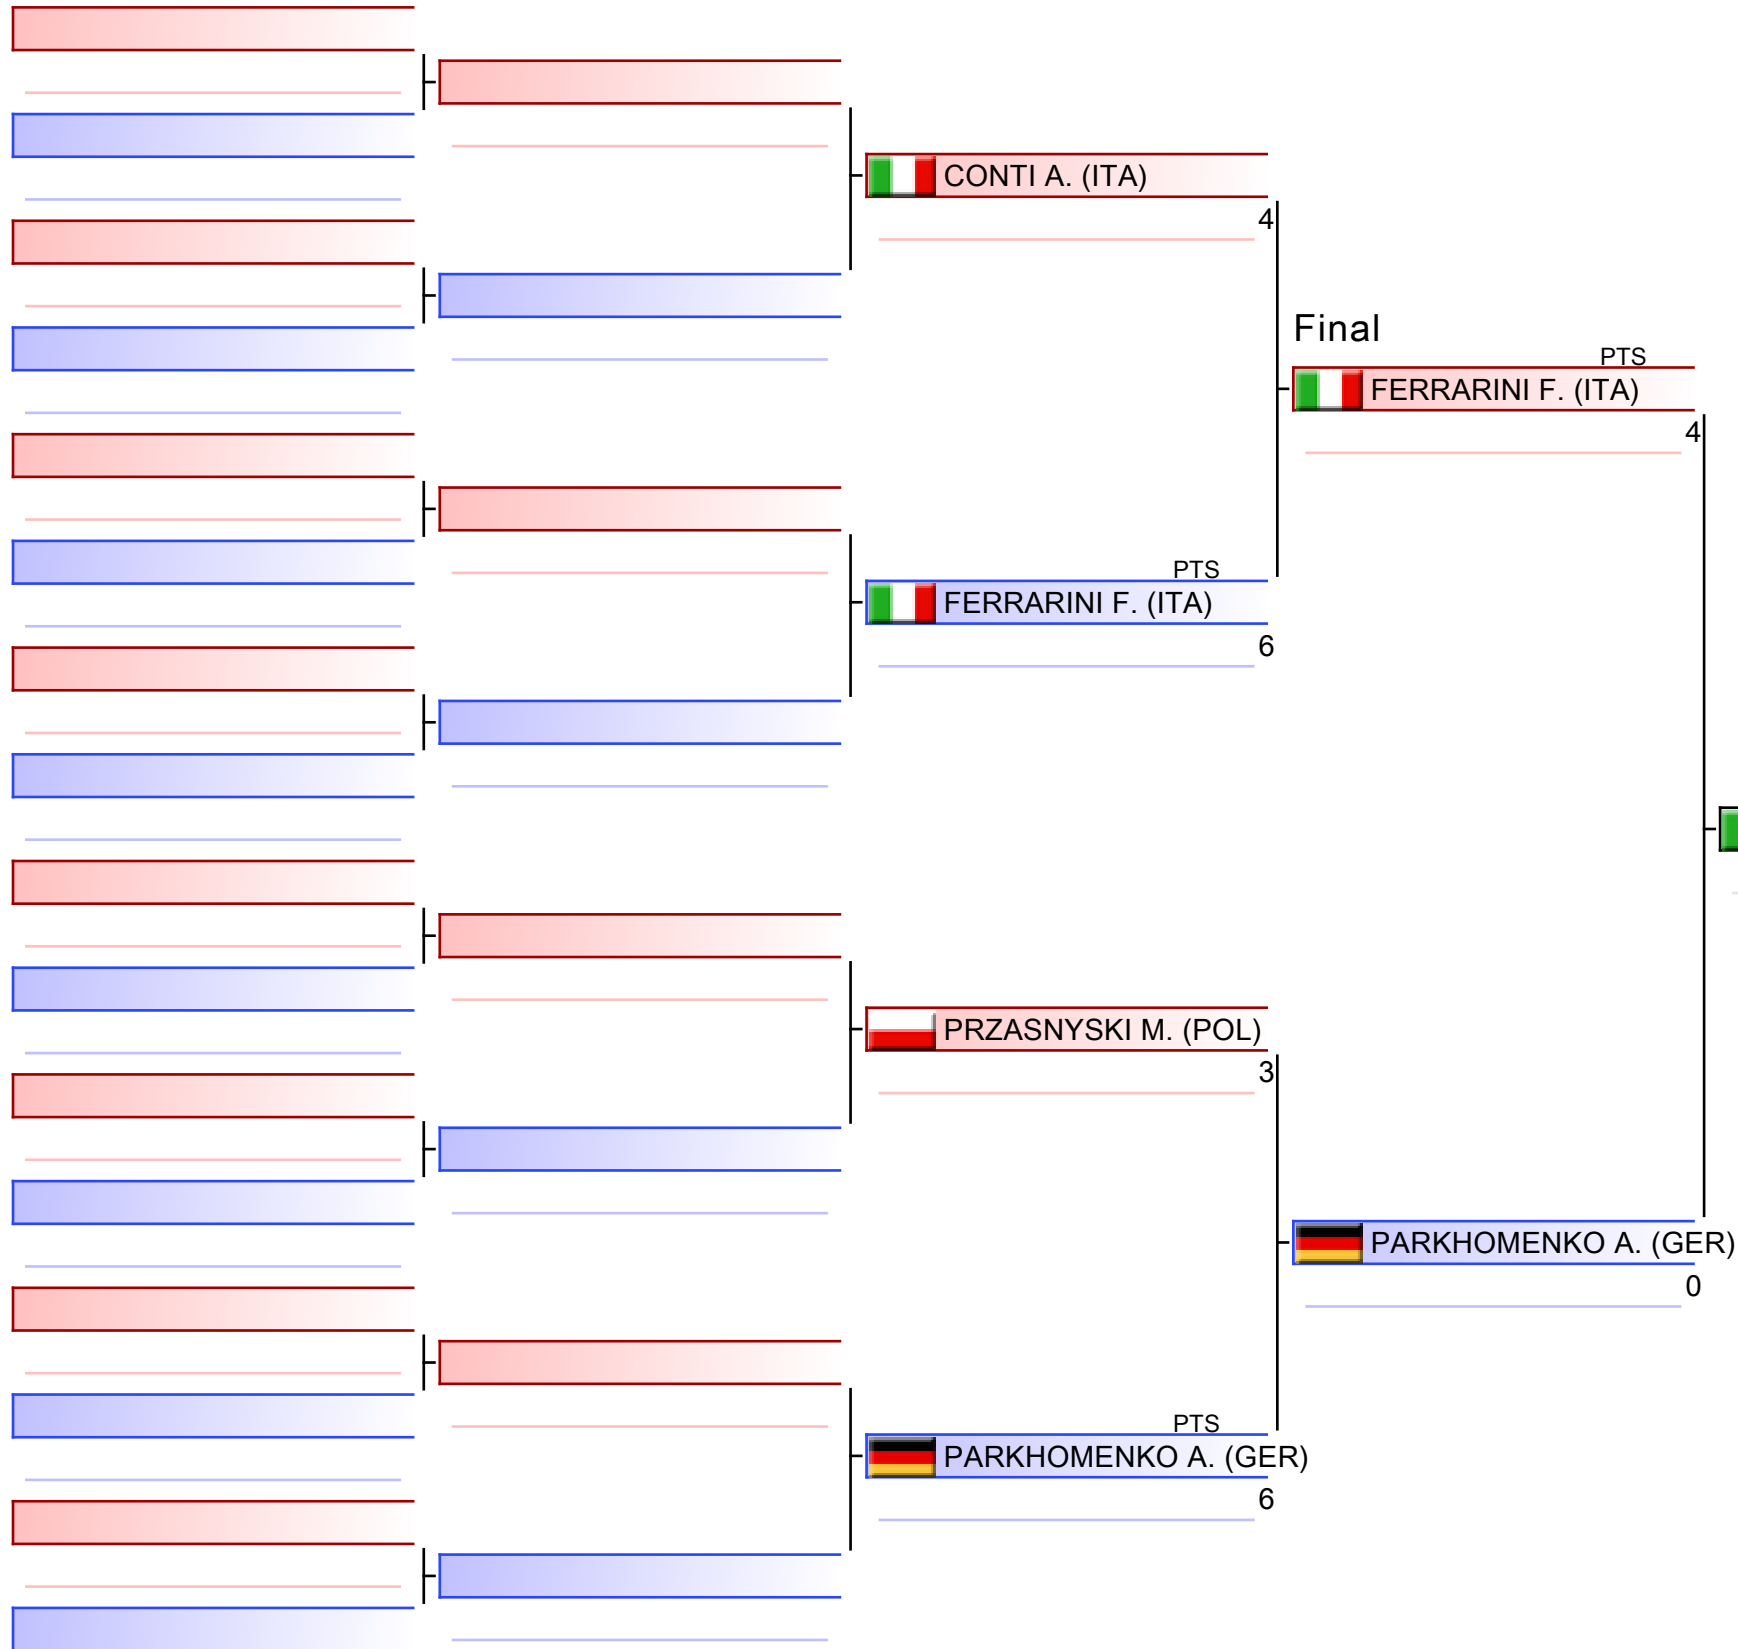 CONTI A. (ITA)
4
Final
PTS
FERRARINI F. (ITA)
4
PTS
FERRARINI F. (ITA)
6
PRZASNYSKI M. (POL)
3
PARKHOMENKO A. (GER)
0
PTS
PARKHOMENKO A. (GER)
6